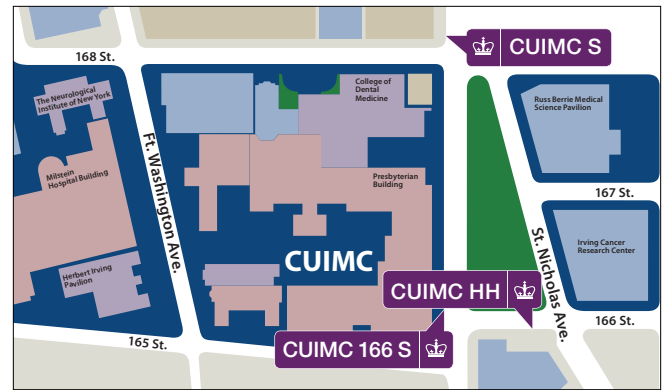 CUIMC S
168 St.
College of
Dental
Medicine
The Neurological
Institute of New York
Russ Berrie Medical
Science Pavilion
Ft. Washington Ave.
Milstein
Hospital Building
Presbyterian
Building
167 St.
St. Nicholas Ave.
Irving Cancer
Research Center
CUIMC
Herbert Irving
Pavilion
CUIMC HH
166 St.
165 St.
CUIMC 166 S